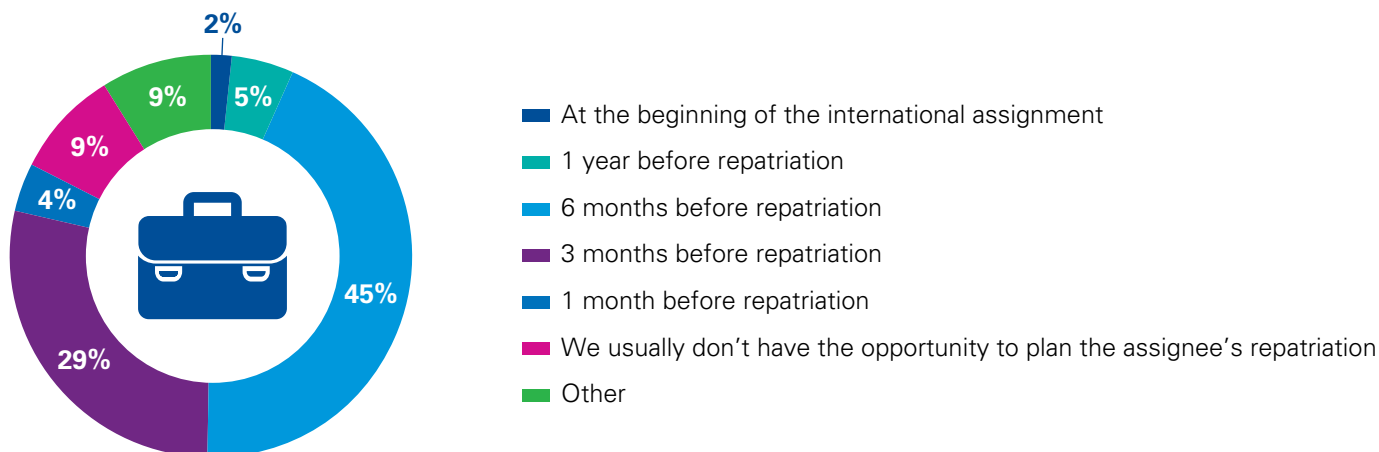 2%
5%
45%
29%
4%
9%
9%
At the beginning of the international assignment
1 year before repatriation
6 months before repatriation
3 months before repatriation
1 month before repatriation
We usually don’t have the opportunity to plan the assignee’s repatriation
Other